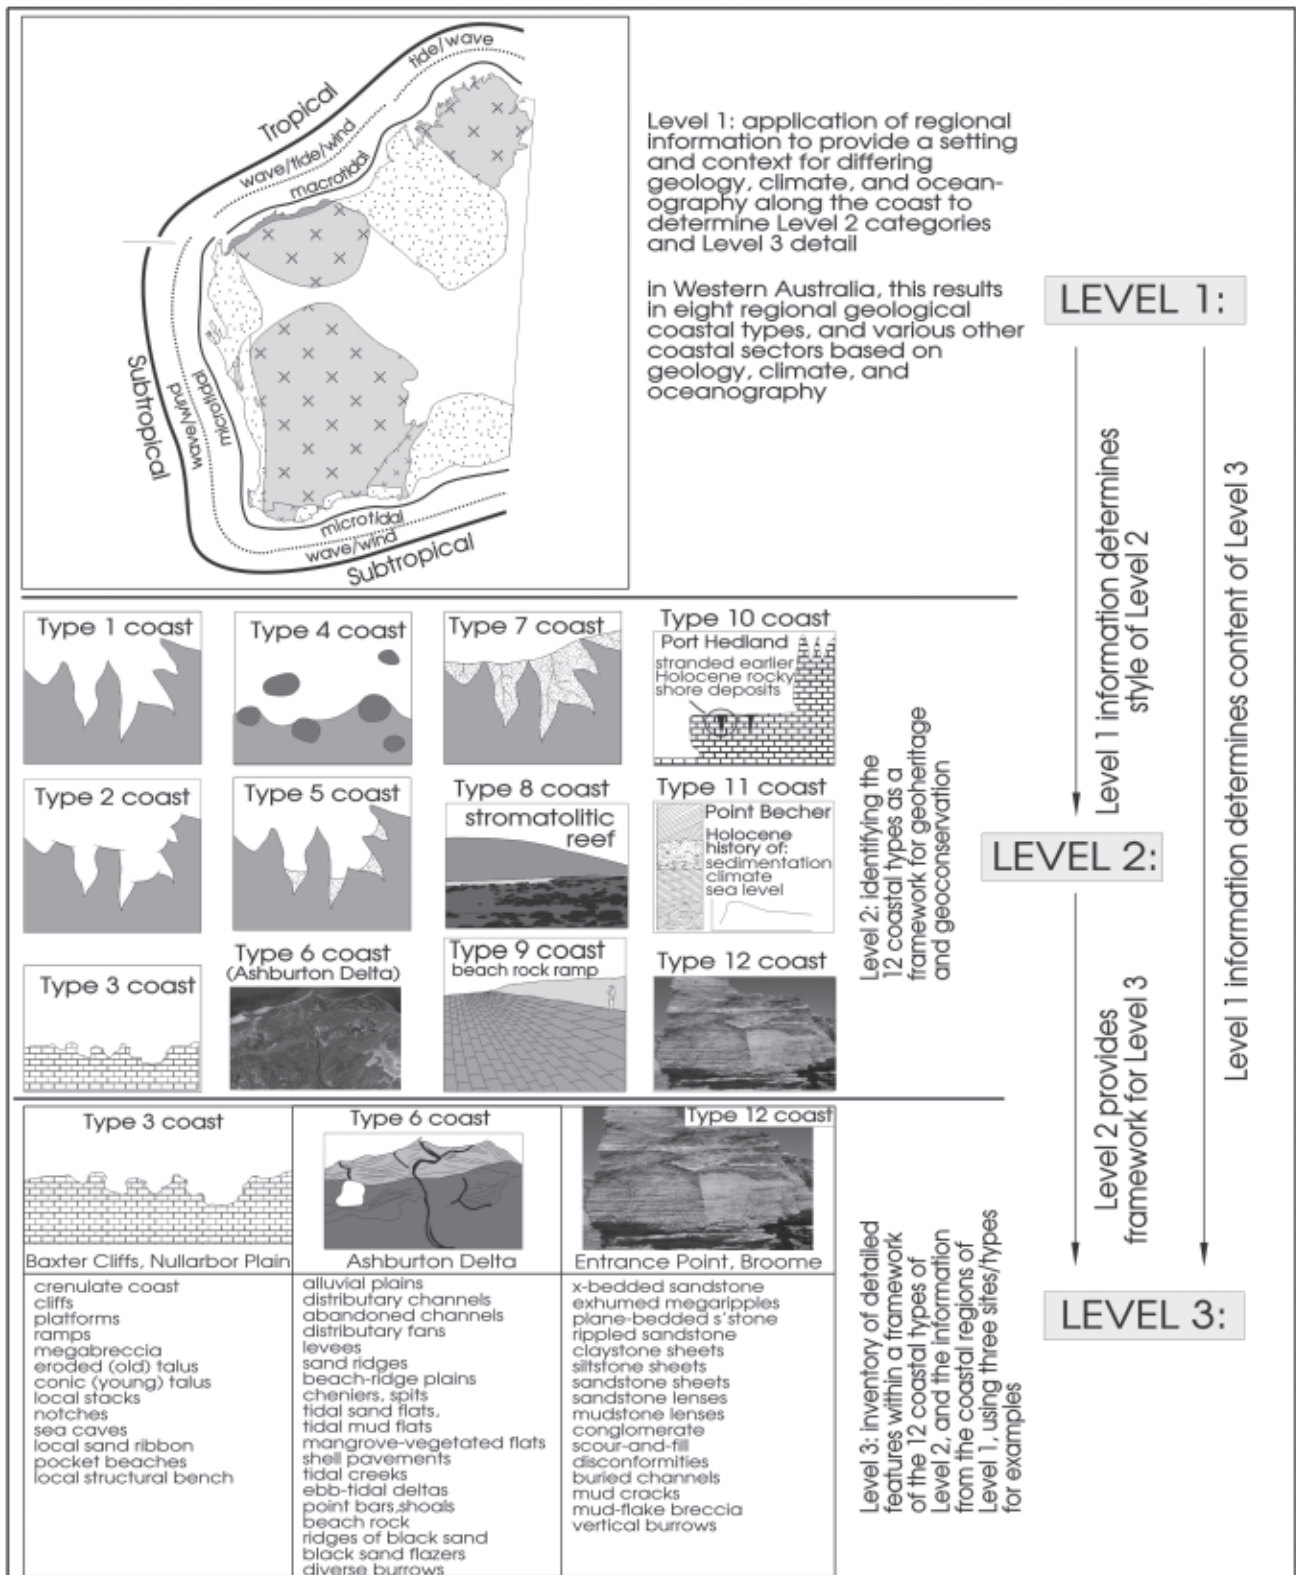 Tropical
tide/wave
wave/tide/wind
macrotidal
Subtropical
wave/wind
microtidal
microtidal
wave/wind
Subtropical
Level 1: application of regional
information to provide a setting
and context for differing
geology, climate, and ocean-
ography along the coast to
determine Level 2 categories
and Level 3 detail
in Western Australia, this results
in eight regional geological
coastal types, and various other
coastal sectors based on
geology, climate, and
oceanography
LEVEL 1:
Level 1 information determines
style of Level 2
Level 1 information determines content of Level 3
Type 1 coast
Type 4 coast
Type 7 coast
Type 10 coast
Port Hedland
stranded earlier
Holocene rocky
shore deposits
Type 2 coast
Type 5 coast
Type 8 coast
stromatolitic
reef
Type 11 coast
Point Becher
Holocene
history of:
sedimentation
climate
sea level
Type 3 coast
Type 6 coast
(Ashburton Delta)
Type 9 coast
beach rock ramp
Type 12 coast
Level 2: identifying the
12 coastal types as a
framework for geoheritage
and geoconservation
LEVEL 2:
Level 2 provides
framework for Level 3
Type 3 coast
Baxter Cliffs, Nullarbor Plain
crenulate coast
cliffs
platforms
ramps
megabreccia
eroded (old) talus
conic (young) talus
local stacks
notches
sea caves
local sand ribbon
pocket beaches
local structural bench
Type 6 coast
Ashburton Delta
alluvial plains
distributary channels
abandoned channels
distributary fans
levees
sand ridges
beach-ridge plains
cheniers, spits
tidal sand flats,
tidal mud flats
mangrove-vegetated flats
shell pavements
tidal creeks
ebb-tidal deltas
point bars,shoals
beach rock
ridges of black sand
black sand flazers
diverse burrows
Type 12 coast
Entrance Point, Broome
x-bedded sandstone
exhumed megaripples
plane-bedded s'stone
rippled sandstone
claystone sheets
siltstone sheets
sandstone sheets
sandstone lenses
mudstone lenses
conglomerate
scour-and-fill
disconformities
buried channels
mud cracks
mud-flake breccia
vertical burrows
Level 3: inventory of detailed
features within a framework
of the 12 coastal types of
Level 2, and the information
from the coastal regions of
Level 1, using three sites/types
for examples
LEVEL 3: